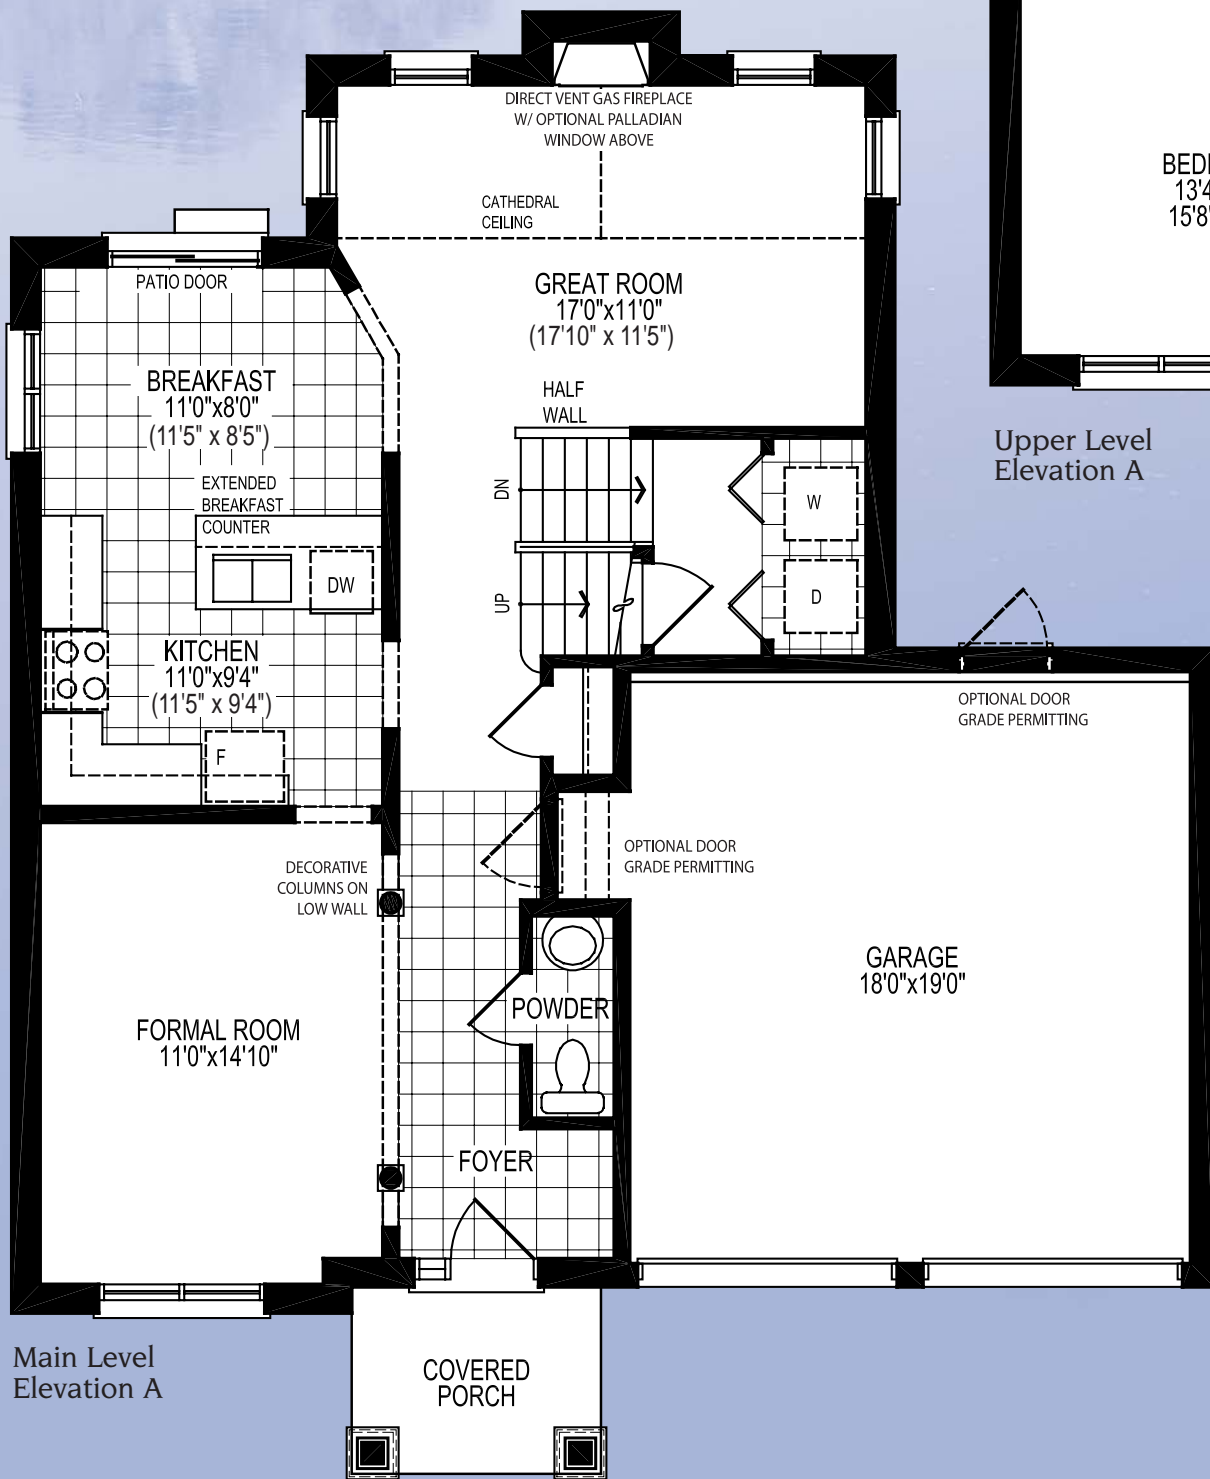 DIRECT VENT GAS FIREPLACE
W/ OPTIONAL PALLADIAN
WINDOW ABOVE
CATHEDRAL
CEILING
GREAT ROOM
17'0"x11'0"
(17'10" x 11'5")
PATIO DOOR
BREAKFAST
11'0"x8'0"
(11'5" x 8'5")
HALF
WALL
EXTENDED
BREAKFAST
COUNTER
DW
DN
UP
W
D
KITCHEN
11'0"x9'4"
(11'5" x 9'4")
F
OPTIONAL DOOR
GRADE PERMITTING
OPTIONAL DOOR
GRADE PERMITTING
DECORATIVE
COLUMNS ON
LOW WALL
GARAGE
18'0"x19'0"
FORMAL ROOM
11'0"x14'10"
POWDER
FOYER
COVERED
PORCH
Main Level
Elevation A
13'4
15'8'
Upper Level
Elevation A